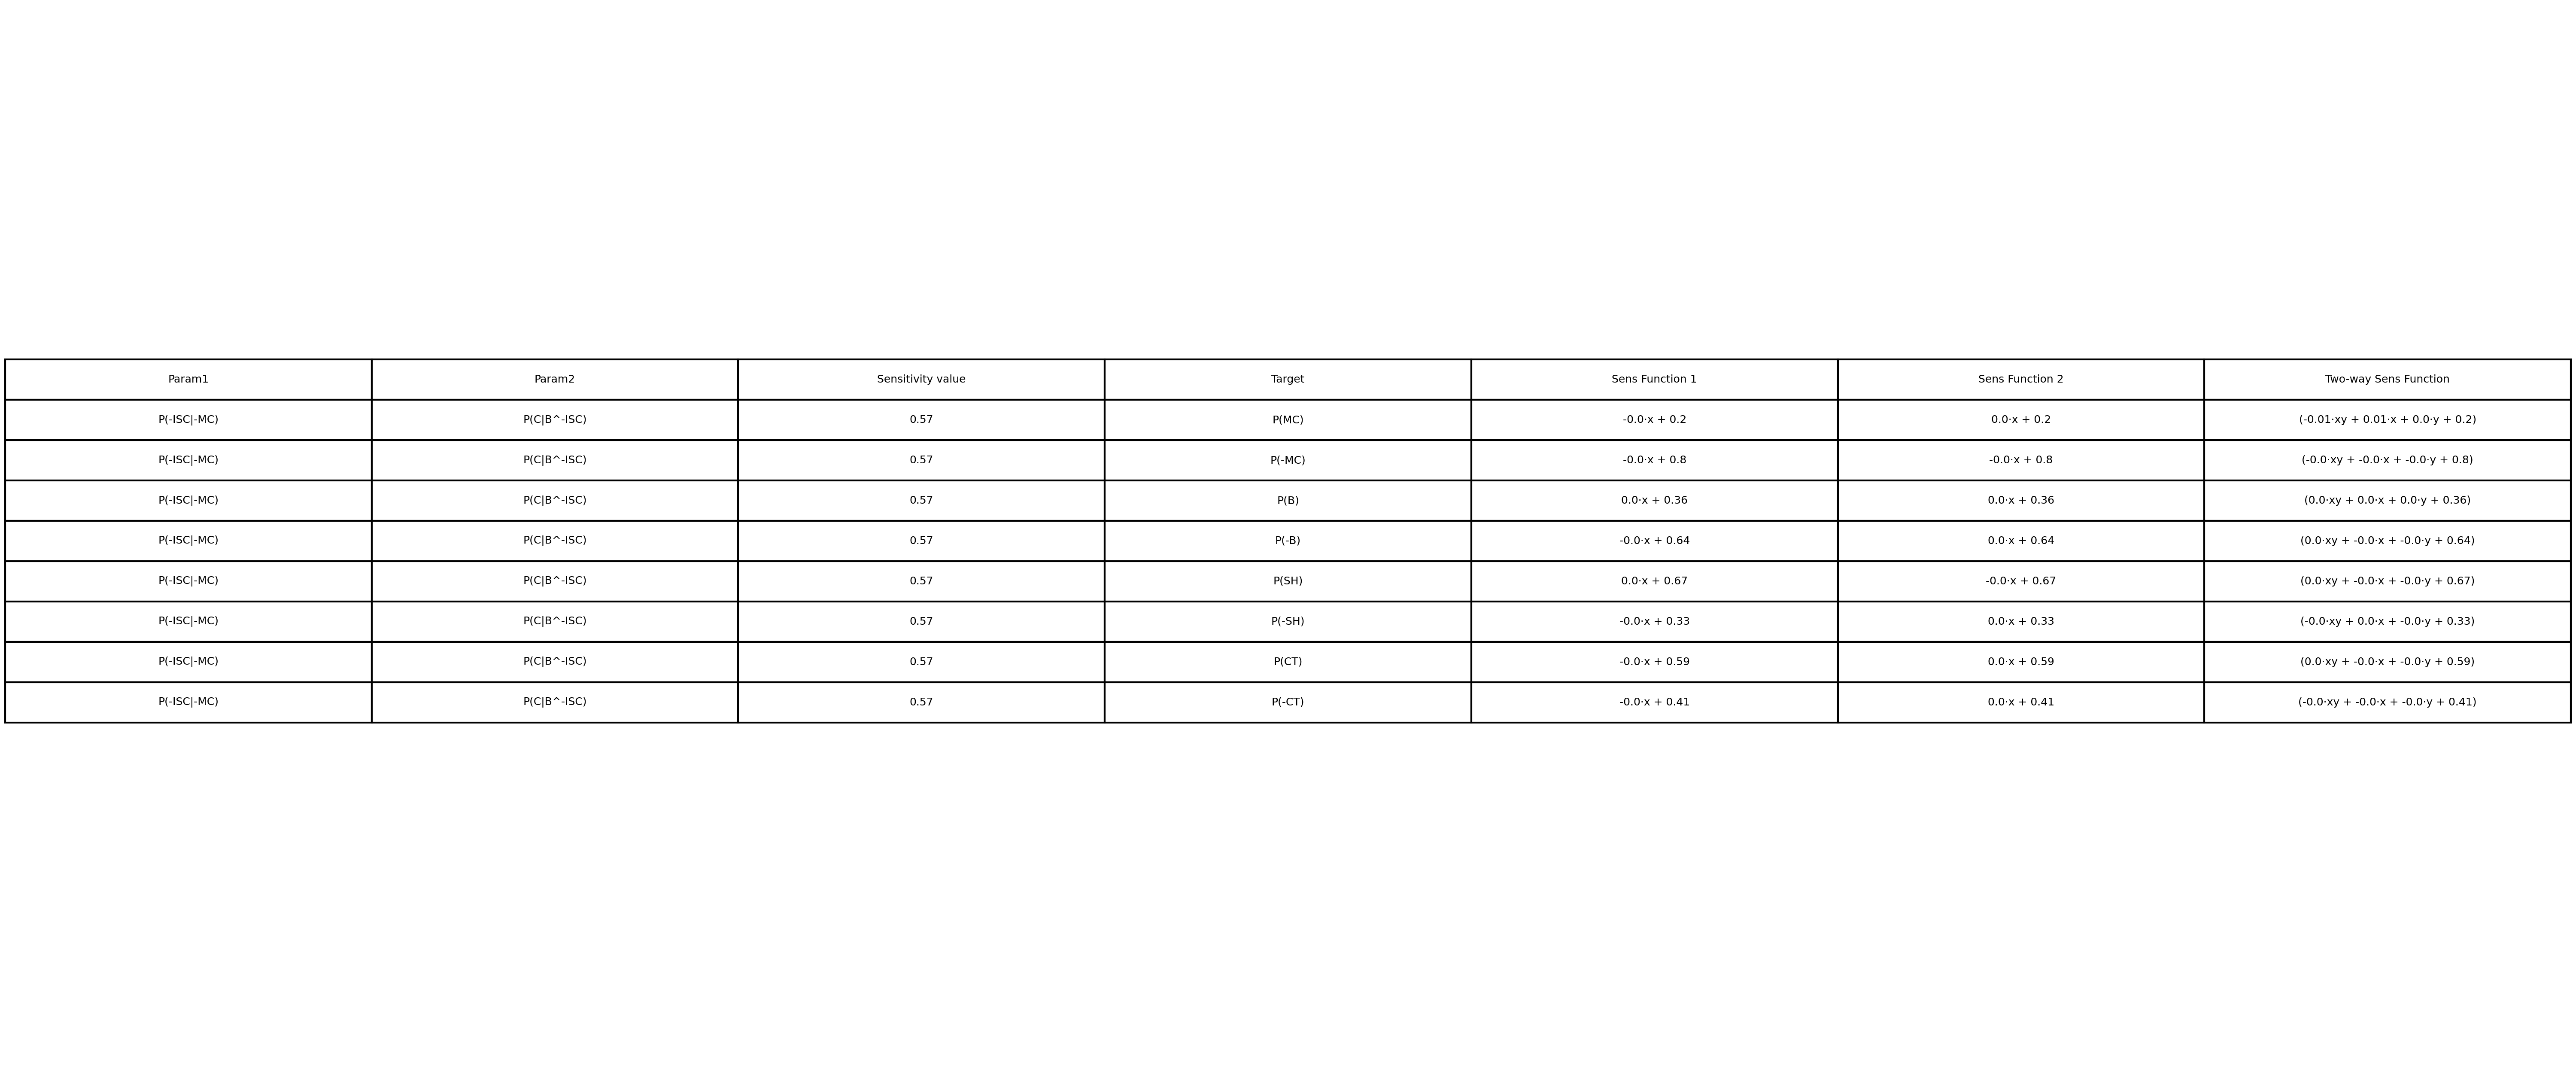 Param1 Param2 Sensitivity value Target Sens Function 1 Sens Function 2 Two-way Sens Function
P(-ISC|-MC) P(C|B^-ISC) 0.57 P(MC) -0.0·x + 0.2 0.0·x + 0.2 (-0.01·xy + 0.01·x + 0.0·y + 0.2)
P(-ISC|-MC) P(C|B^-ISC) 0.57 P(-MC) -0.0·x + 0.8 -0.0·x + 0.8 (-0.0·xy + -0.0·x + -0.0·y + 0.8)
P(-ISC|-MC) P(C|B^-ISC) 0.57 P(B) 0.0·x + 0.36 0.0·x + 0.36 (0.0·xy + 0.0·x + 0.0·y + 0.36)
P(-ISC|-MC) P(C|B^-ISC) 0.57 P(-B) -0.0·x + 0.64 0.0·x + 0.64 (0.0·xy + -0.0·x + -0.0·y + 0.64)
P(-ISC|-MC) P(C|B^-ISC) 0.57 P(SH) 0.0·x + 0.67 -0.0·x + 0.67 (0.0·xy + -0.0·x + -0.0·y + 0.67)
P(-ISC|-MC) P(C|B^-ISC) 0.57 P(-SH) -0.0·x + 0.33 0.0·x + 0.33 (-0.0·xy + 0.0·x + -0.0·y + 0.33)
P(-ISC|-MC) P(C|B^-ISC) 0.57 P(CT) -0.0·x + 0.59 0.0·x + 0.59 (0.0·xy + -0.0·x + -0.0·y + 0.59)
P(-ISC|-MC) P(C|B^-ISC) 0.57 P(-CT) -0.0·x + 0.41 0.0·x + 0.41 (-0.0·xy + -0.0·x + -0.0·y + 0.41)